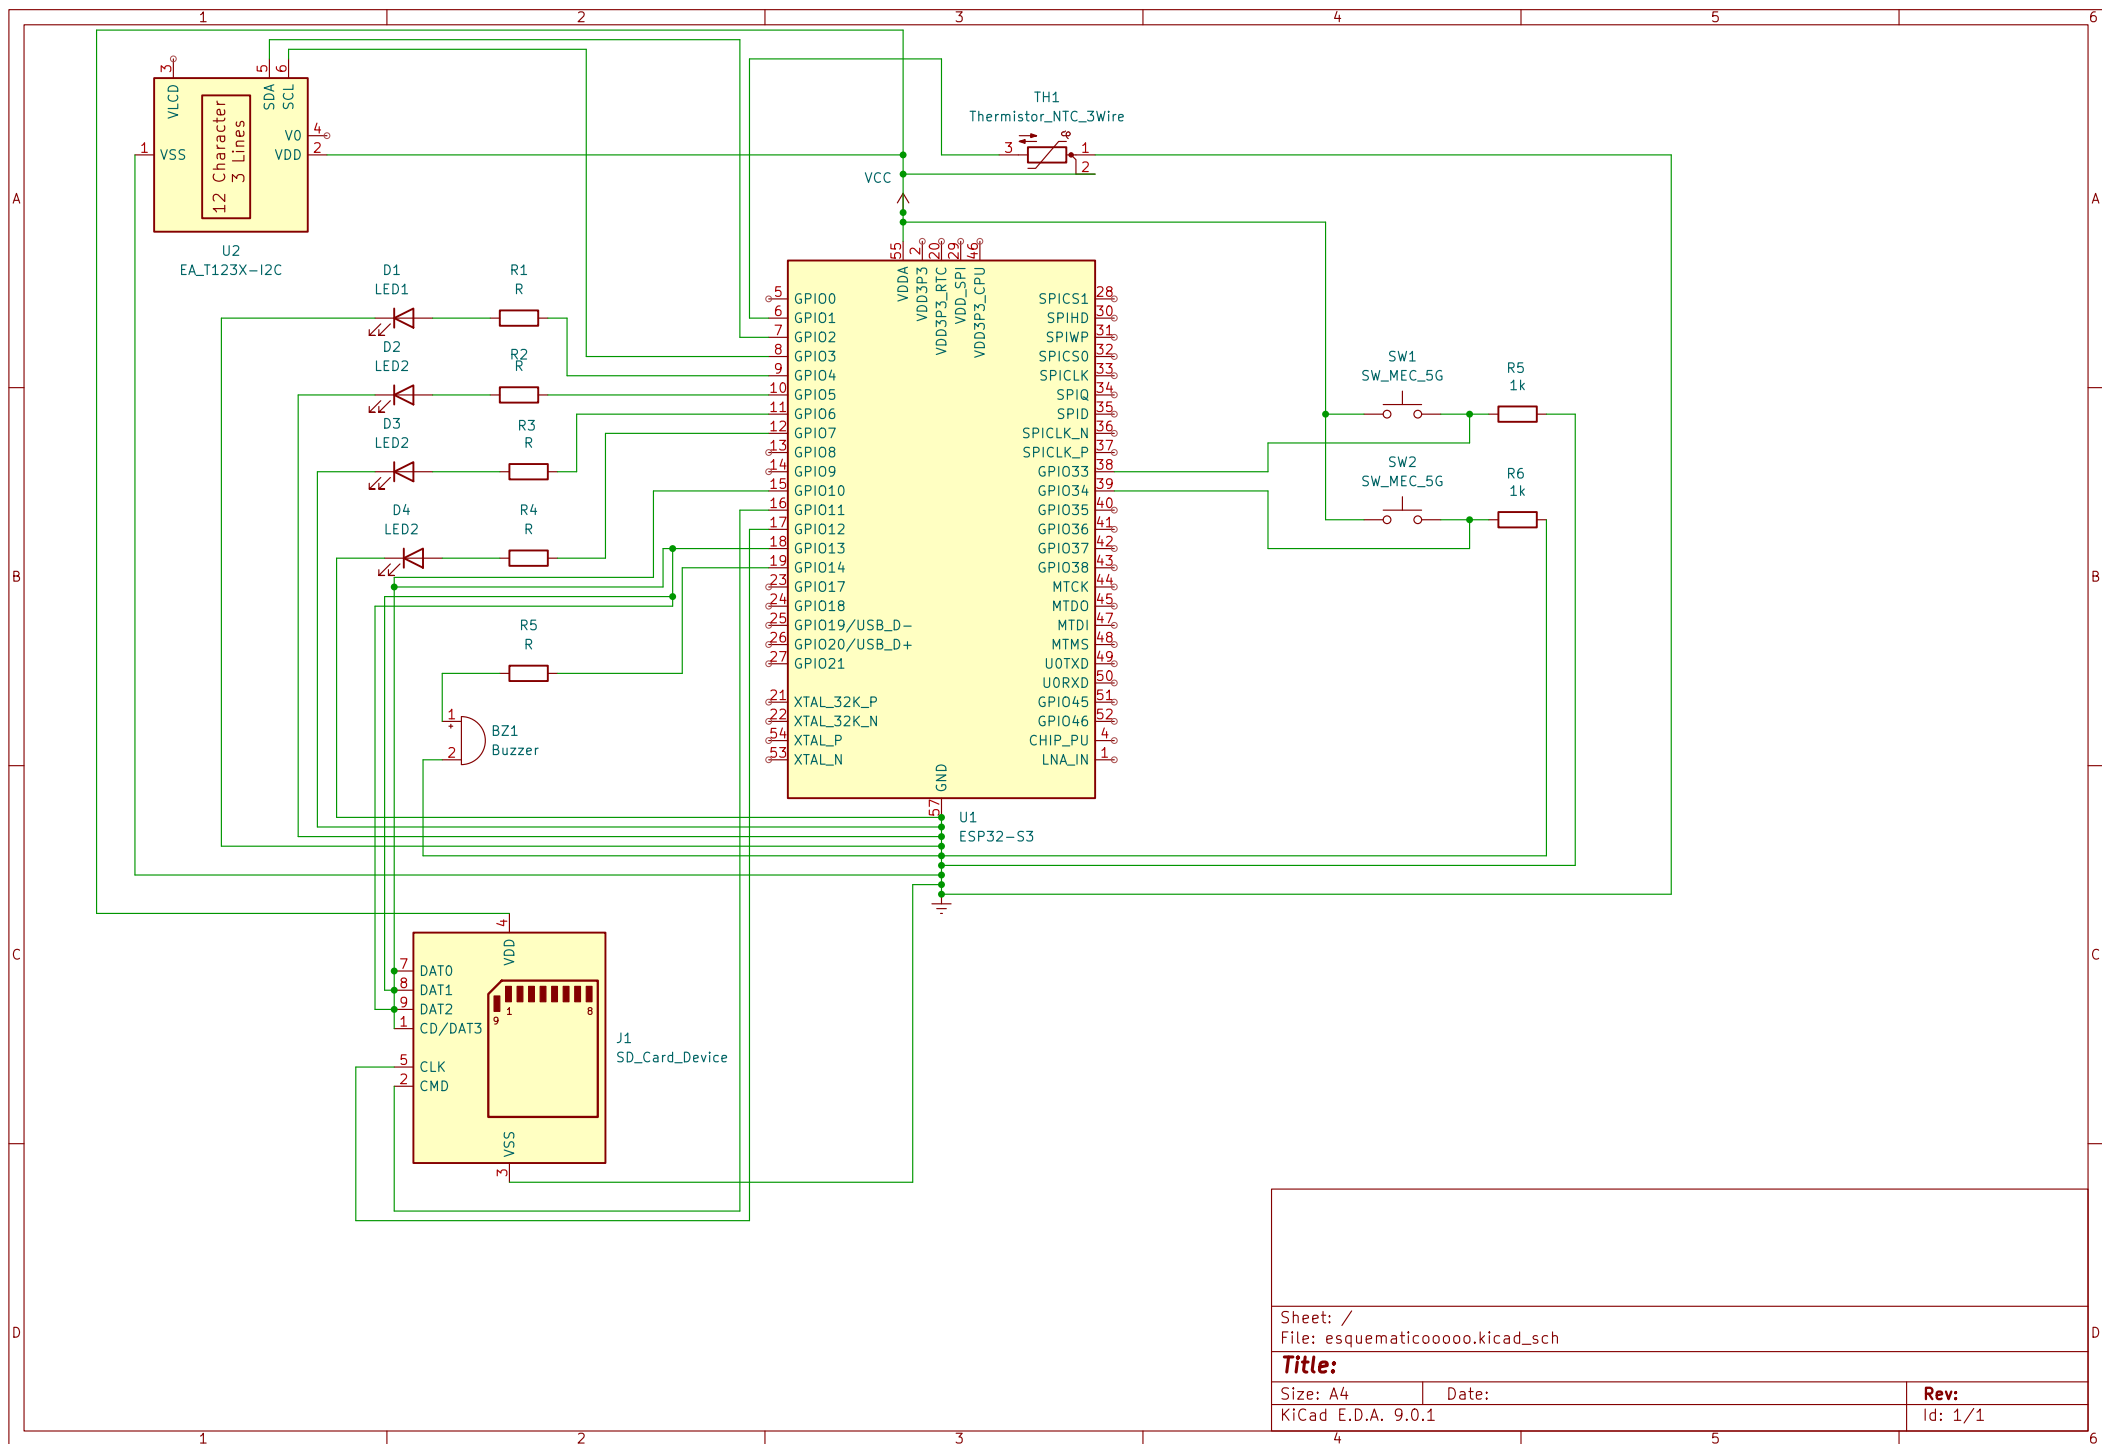 1 2 3 4 5 6
A
B
C
D
A
B
C
D
1 2 3 4 5 6
3
5
6
VLCD
SDA
SCL
12 Character
3 Lines
V0 4
1 VSS
VDD 2
U2
EA_T123X-I2C
TH1
Thermistor_NTC_3Wire
3
1
2
VCC
D1
LED1
R1
R
D2
LED2
R2
R
D3
LED2
R3
R
D4
LED2
R4
R
R5
R
1
+
2
BZ1
Buzzer
55
2
20
29
46
VDDA
VDD3P3
VDD3P3_RTC
VDD_SPI
VDD3P3_CPU
5 GPIO0
6 GPIO1
7 GPIO2
8 GPIO3
9 GPIO4
10 GPIO5
11 GPIO6
12 GPIO7
13 GPIO8
14 GPIO9
15 GPIO10
16 GPIO11
17 GPIO12
18 GPIO13
19 GPIO14
23 GPIO17
24 GPIO18
25 GPIO19/USB_D-
26 GPIO20/USB_D+
27 GPIO21
21 XTAL_32K_P
22 XTAL_32K_N
54 XTAL_P
53 XTAL_N
SPICS1 28
SPIHD 30
SPIWP 31
SPICS0 32
SPICLK 33
SPIQ 34
SPID 35
SPICLK_N 36
SPICLK_P 37
GPIO33 38
GPIO34 39
GPIO35 40
GPIO36 41
GPIO37 42
GPIO38 43
MTCK 44
MTDO 45
MTDI 47
MTMS 48
U0TXD 49
U0RXD 50
GPIO45 51
GPIO46 52
CHIP_PU 4
LNA_IN 1
GND
57
U1
ESP32-S3
SW1
SW_MEC_5G
R5
1k
SW2
SW_MEC_5G
R6
1k
4
VDD
7 DAT0
8 DAT1
9 DAT2
1 CD/DAT3
5 CLK
2 CMD
9
1
8
VSS
3
J1
SD_Card_Device
Sheet: /
File: esquematicooooo.kicad_sch
Title:
Size: A4
Date:
Rev:
KiCad E.D.A. 9.0.1
Id: 1/1